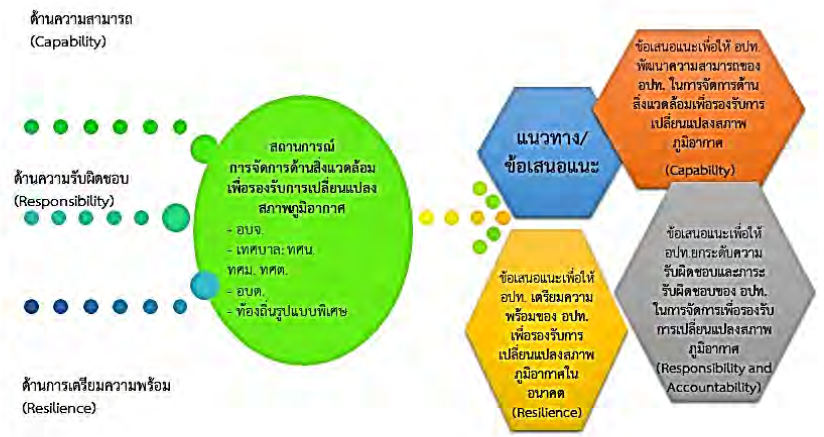 ด้านความสามารถ
(Capability)
ด้านความรับผิดชอบ
(Responsibility)
ด้านการเตรียมความพร้อม
(Resilience)
สถานการณ์
การจัดการด้านสิ่งแวดล้อม
เพื่อรองรับการเปลี่ยนแปลง
สภาพภูมิอากาศ
- อบจ.
- เทศบาล: ทศน.
ทศม. ทศต.
- อบต.
- ท้องถิ่นรูปแบบพิเศษ
แนวทาง/
ข้อเสนอแนะ
ข้อเสนอแนะเพื่อให้ อปท.
พัฒนาความสามารถของ
อปท. ในการจัดการด้าน
สิ่งแวดล้อมเพื่อรองรับการ
เปลี่ยนแปลงสภาพ
ภูมิอากาศ
(Capability)
ข้อเสนอแนะเพื่อให้
อปท.ยกระดับความ
รับผิดชอบและภาระ
รับผิดชอบของ อปท.
ในการจัดการเพื่อรองรับ
การเปลี่ยนแปลงสภาพ
ภูมิอากาศ
(Responsibility and
Accountability)
ข้อเสนอแนะเพื่อให้
อปท. เตรียมความ
พร้อมของ อปท.
เพื่อรองรับการ
เปลี่ยนแปลงสภาพ
ภูมิอากาศใน
อนาคต
(Resilience)